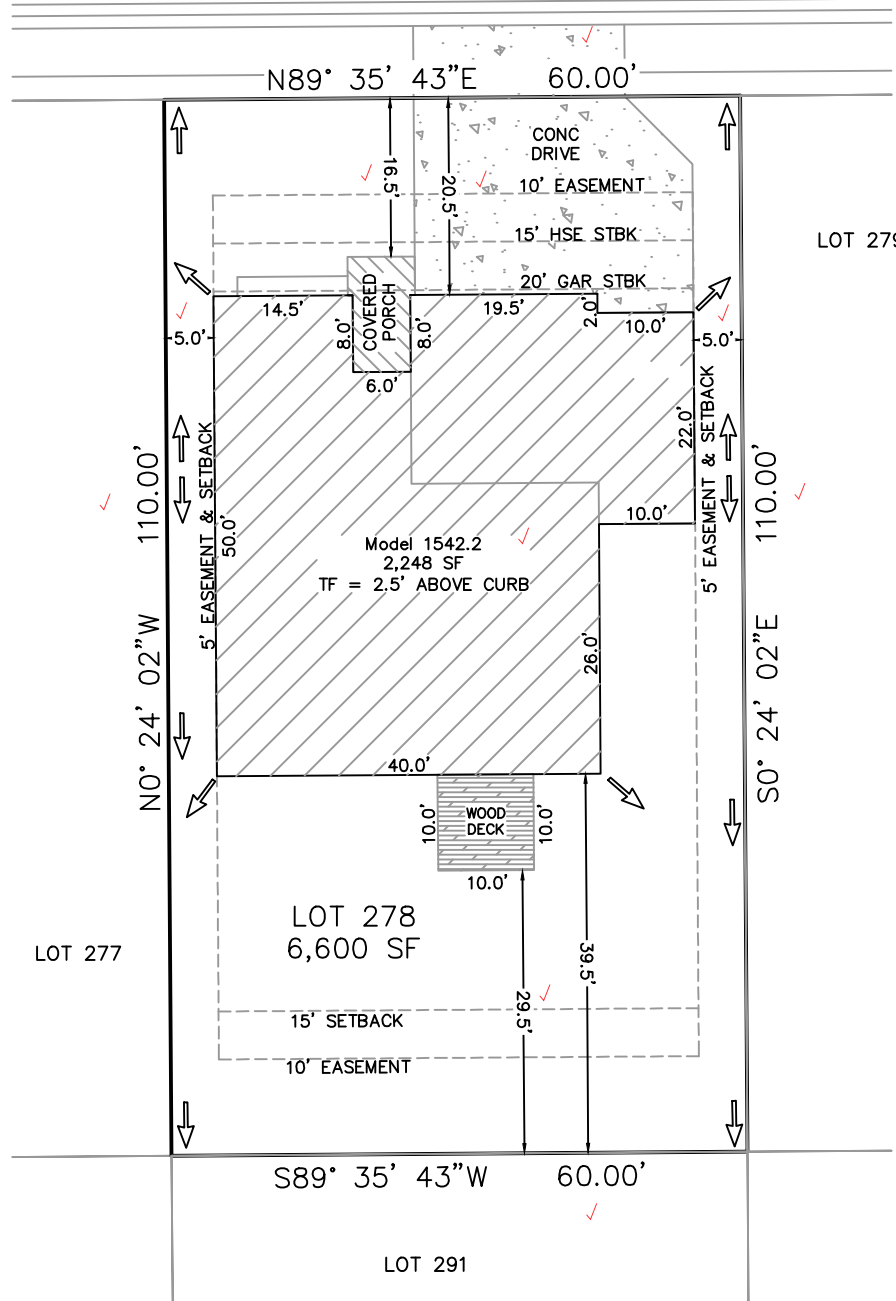 N89° 35' 43"E 60.00'
CONC
DRIVE
16.5'
20.5'
10' EASEMENT
15' HSE STBK
LOT 279
20' GAR STBK
COVERED
PORCH
14.5'
19.5'
2.0'
10.0'
8.0'
8.0'
5.0'
5.0'
6.0'
22.0'
5' EASEMENT & SETBACK
5' EASEMENT & SETBACK
110.00'
110.00'
50.0'
10.0'
Model 1542.2
2,248 SF
TF = 2.5' ABOVE CURB
26.0'
N0° 24' 02"W
S0° 24' 02"E
40.0'
WOOD
DECK
10.0'
10.0'
10.0'
LOT 278
6,600 SF
LOT 277
39.5'
29.5'
15' SETBACK
10' EASEMENT
S89° 35' 43"W 60.00'
LOT 291